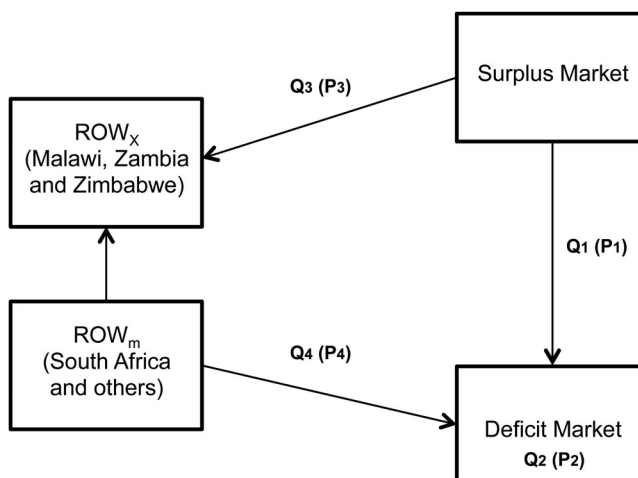 Surplus Market
Q3 (P3)
ROWX
(Malawi, Zambia
and Zimbabwe)
Q1 (P1)
ROWm
(South Africa
and others)
Q4 (P4)
Deficit Market
Q2 (P2)